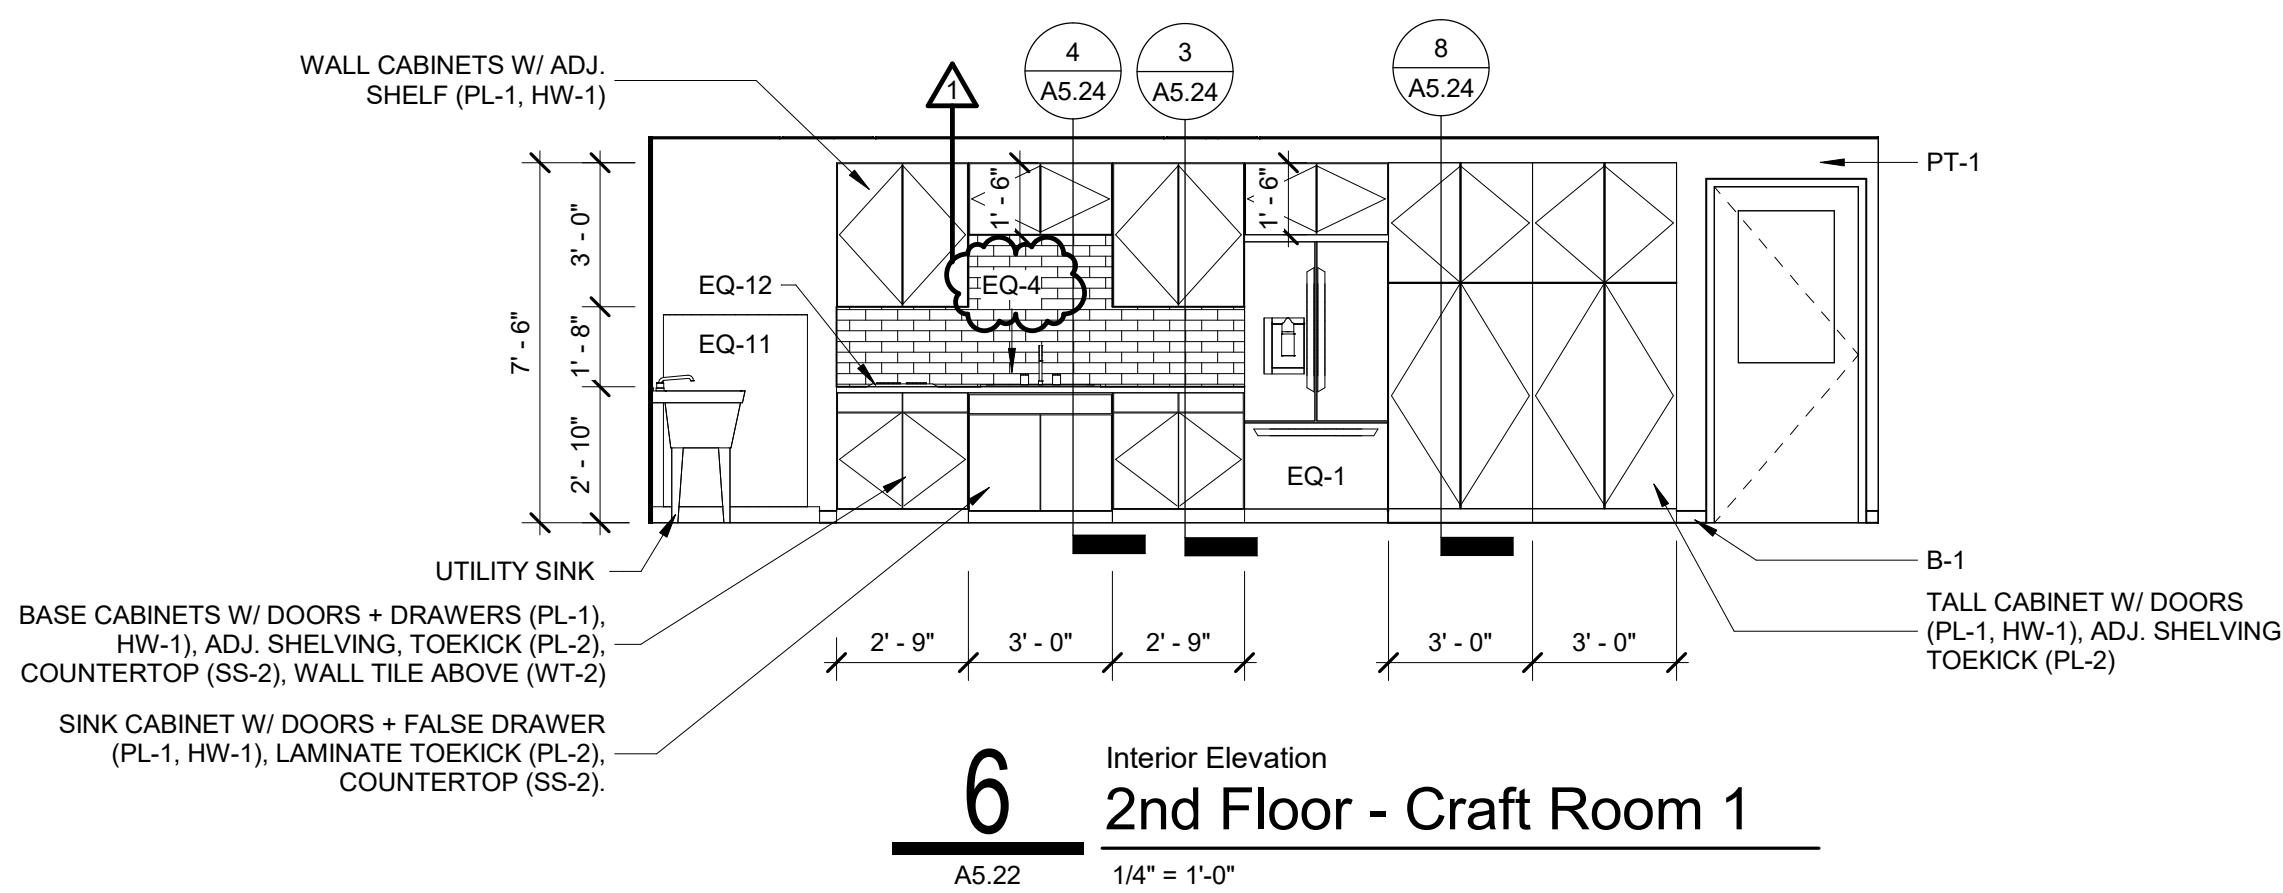 4
A5.24
3
A5.24
8
A5.24
WALL CABINETS W/ ADJ.
SHELF (PL-1, HW-1)
1
PT-1
1' - 6"
1' - 6"
3' - 0"
EQ-12
EQ-4
7' - 6"
1' - 8"
EQ-11
2' - 10"
EQ-1
UTILITY SINK
B-1
BASE CABINETS W/ DOORS + DRAWERS (PL-1),
HW-1), ADJ. SHELVING, TOEKICK (PL-2),
COUNTERTOP (SS-2), WALL TILE ABOVE (WT-2)
2' - 9"
3' - 0"
2' - 9"
3' - 0"
3' - 0"
TALL CABINET W/ DOORS
(PL-1, HW-1), ADJ. SHELVING
TOEKICK (PL-2)
SINK CABINET W/ DOORS + FALSE DRAWER
(PL-1, HW-1), LAMINATE TOEKICK (PL-2),
COUNTERTOP (SS-2).
6
A5.22
Interior Elevation
2nd Floor - Craft Room 1
1/4" = 1'-0"